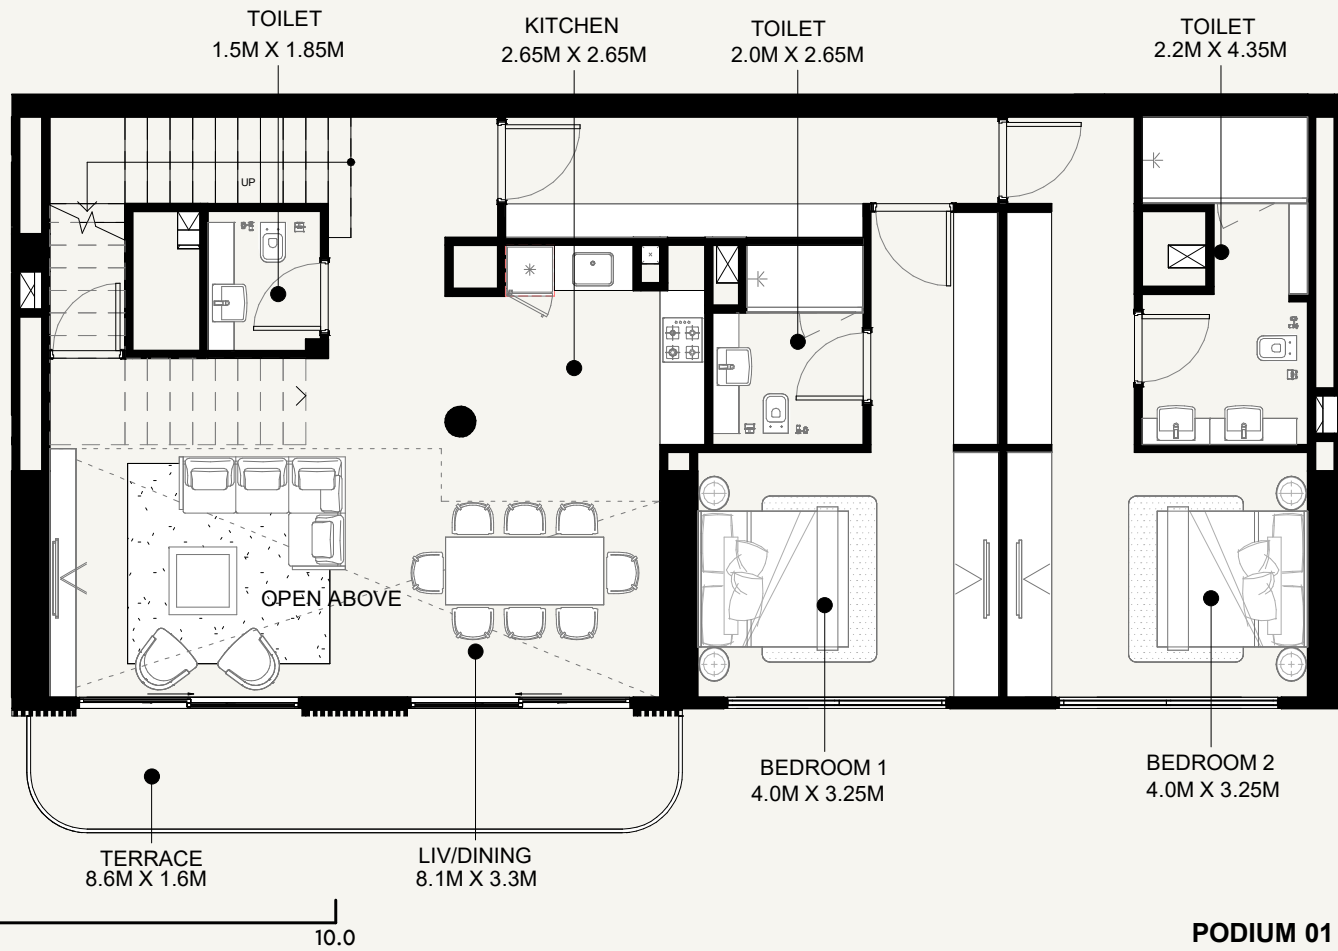 TOILET
1.5M X 1.85M
KITCHEN
2.65M X 2.65M
TOILET
2.0M X 2.65M
TOILET
2.2M X 4.35M
UP
OPEN ABOVE
BEDROOM 1
4.0M X 3.25M
BEDROOM 2
4.0M X 3.25M
TERRACE
8.6M X 1.6M
LIV/DINING
8.1M X 3.3M
10.0
PODIUM 01